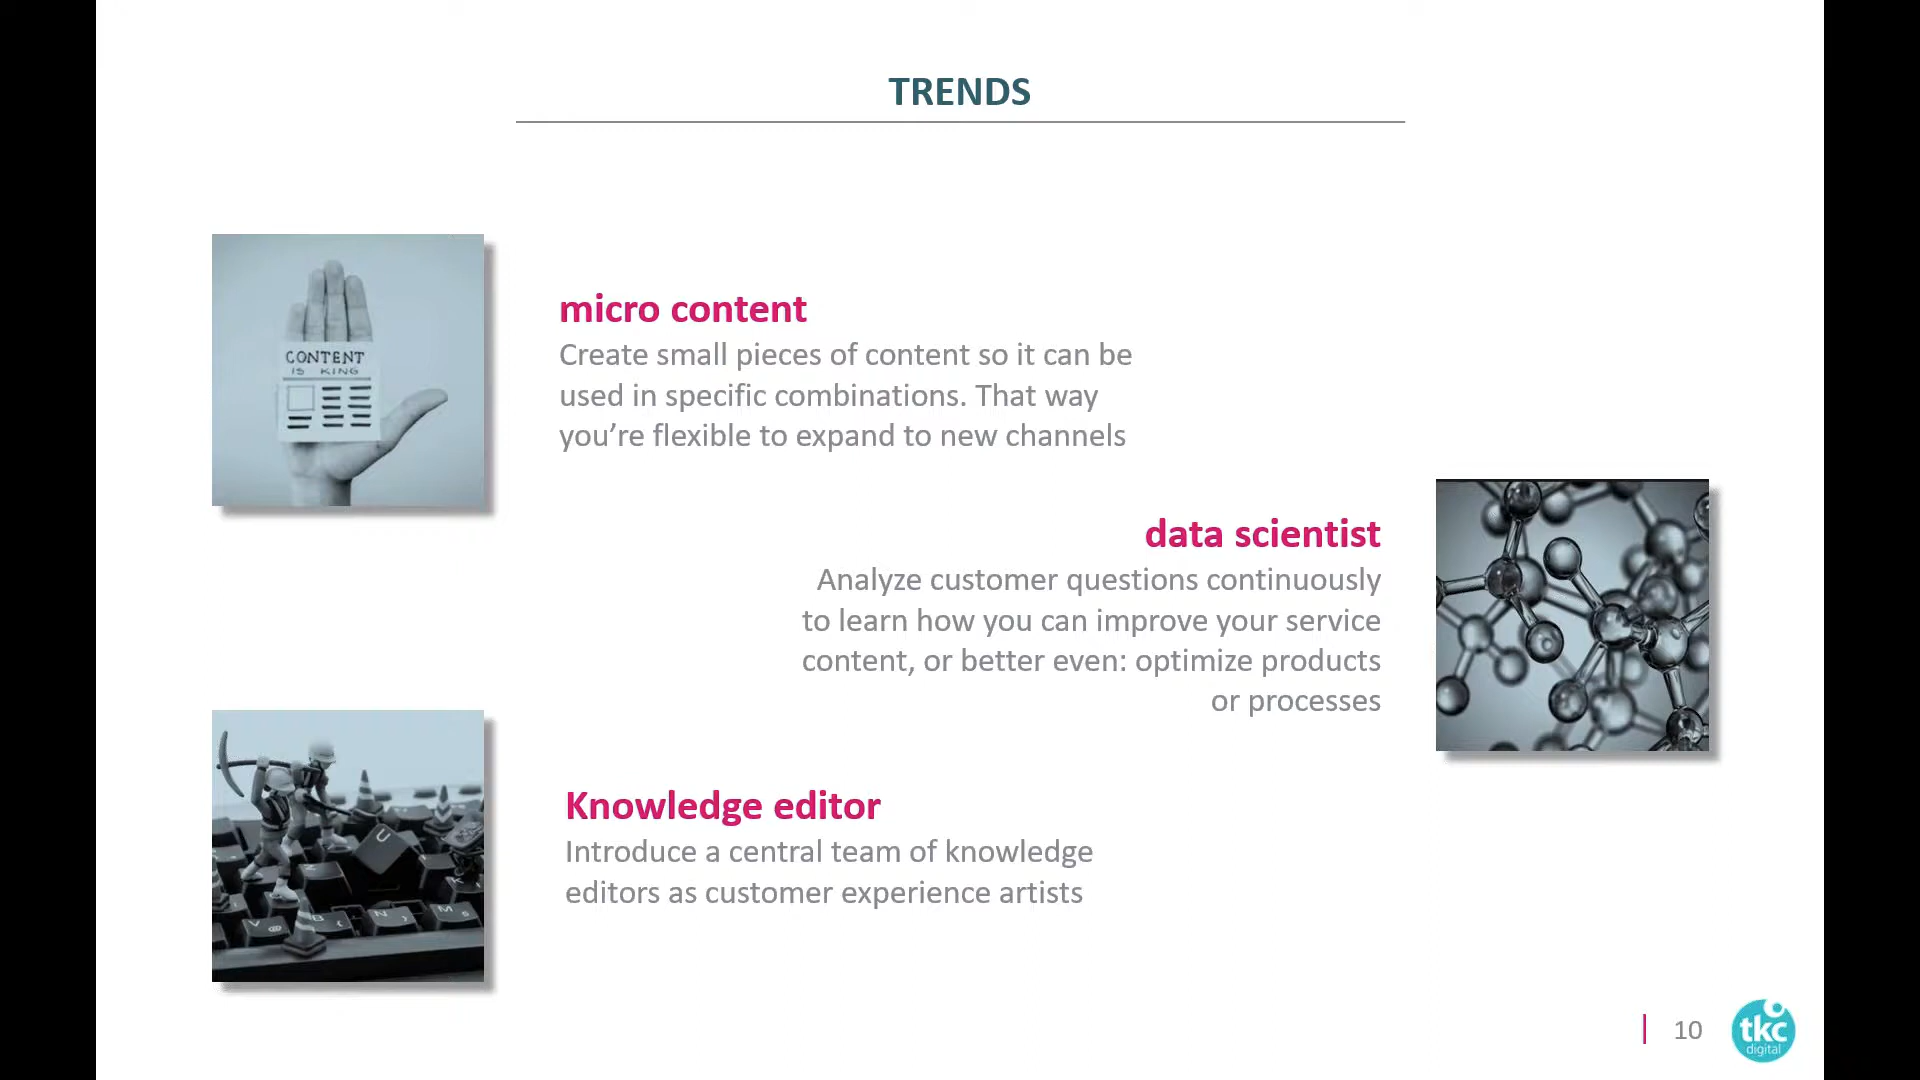 TRENDS
CONTENT
IS KING
micro content
Create small pieces of content so it can be
used in specific combinations. That way
you’re flexible to expand to new channels
data scientist
Analyze customer questions continuously
to learn how you can improve your service
content, or better even: optimize products
or processes
Knowledge editor
Introduce a central team of knowledge
editors as customer experience artists
U
V B N M
10
tkc
digital